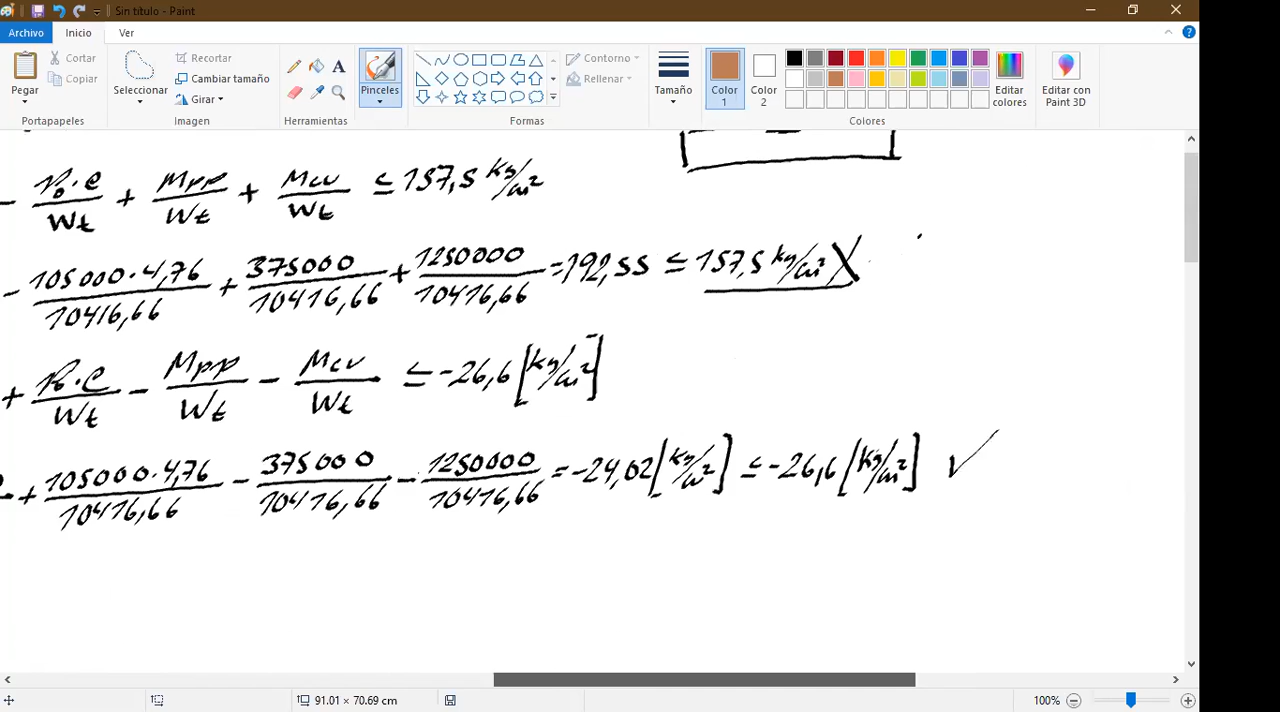 Sin título - Paint
Archivo Inicio Ver
Pegar
Cortar
Copiar
Portapapeles
Seleccionar
Recortar
Cambiar tamaño
Girar
Imagen
A
Herramientas
Pinceles
Contorno
Rellenar
Formas
Tamaño
Color 1
Color 2
Editar colores
Colores
Editar con Paint 3D
- P₀·e/Wt + Mpp/Wt + Mcv/Wt ≤ 157,5 Kg/cm²
- 105000·4,76/10416,66 + 375000/10416,66 + 1250000/10416,66 = 192,55 ≤ 157,5 Kg/cm² X
+ P₀·e/Wt - Mpp/Wt - Mcv/Wt ≤ -26,6 [Kg/cm²]
+ 105000·4,76/10416,66 - 375000/10416,66 - 1250000/10416,66 = -24,02 [Kg/cm²] ≤ -26,6 [Kg/cm²] ✓
91.01 × 70.69 cm
100%